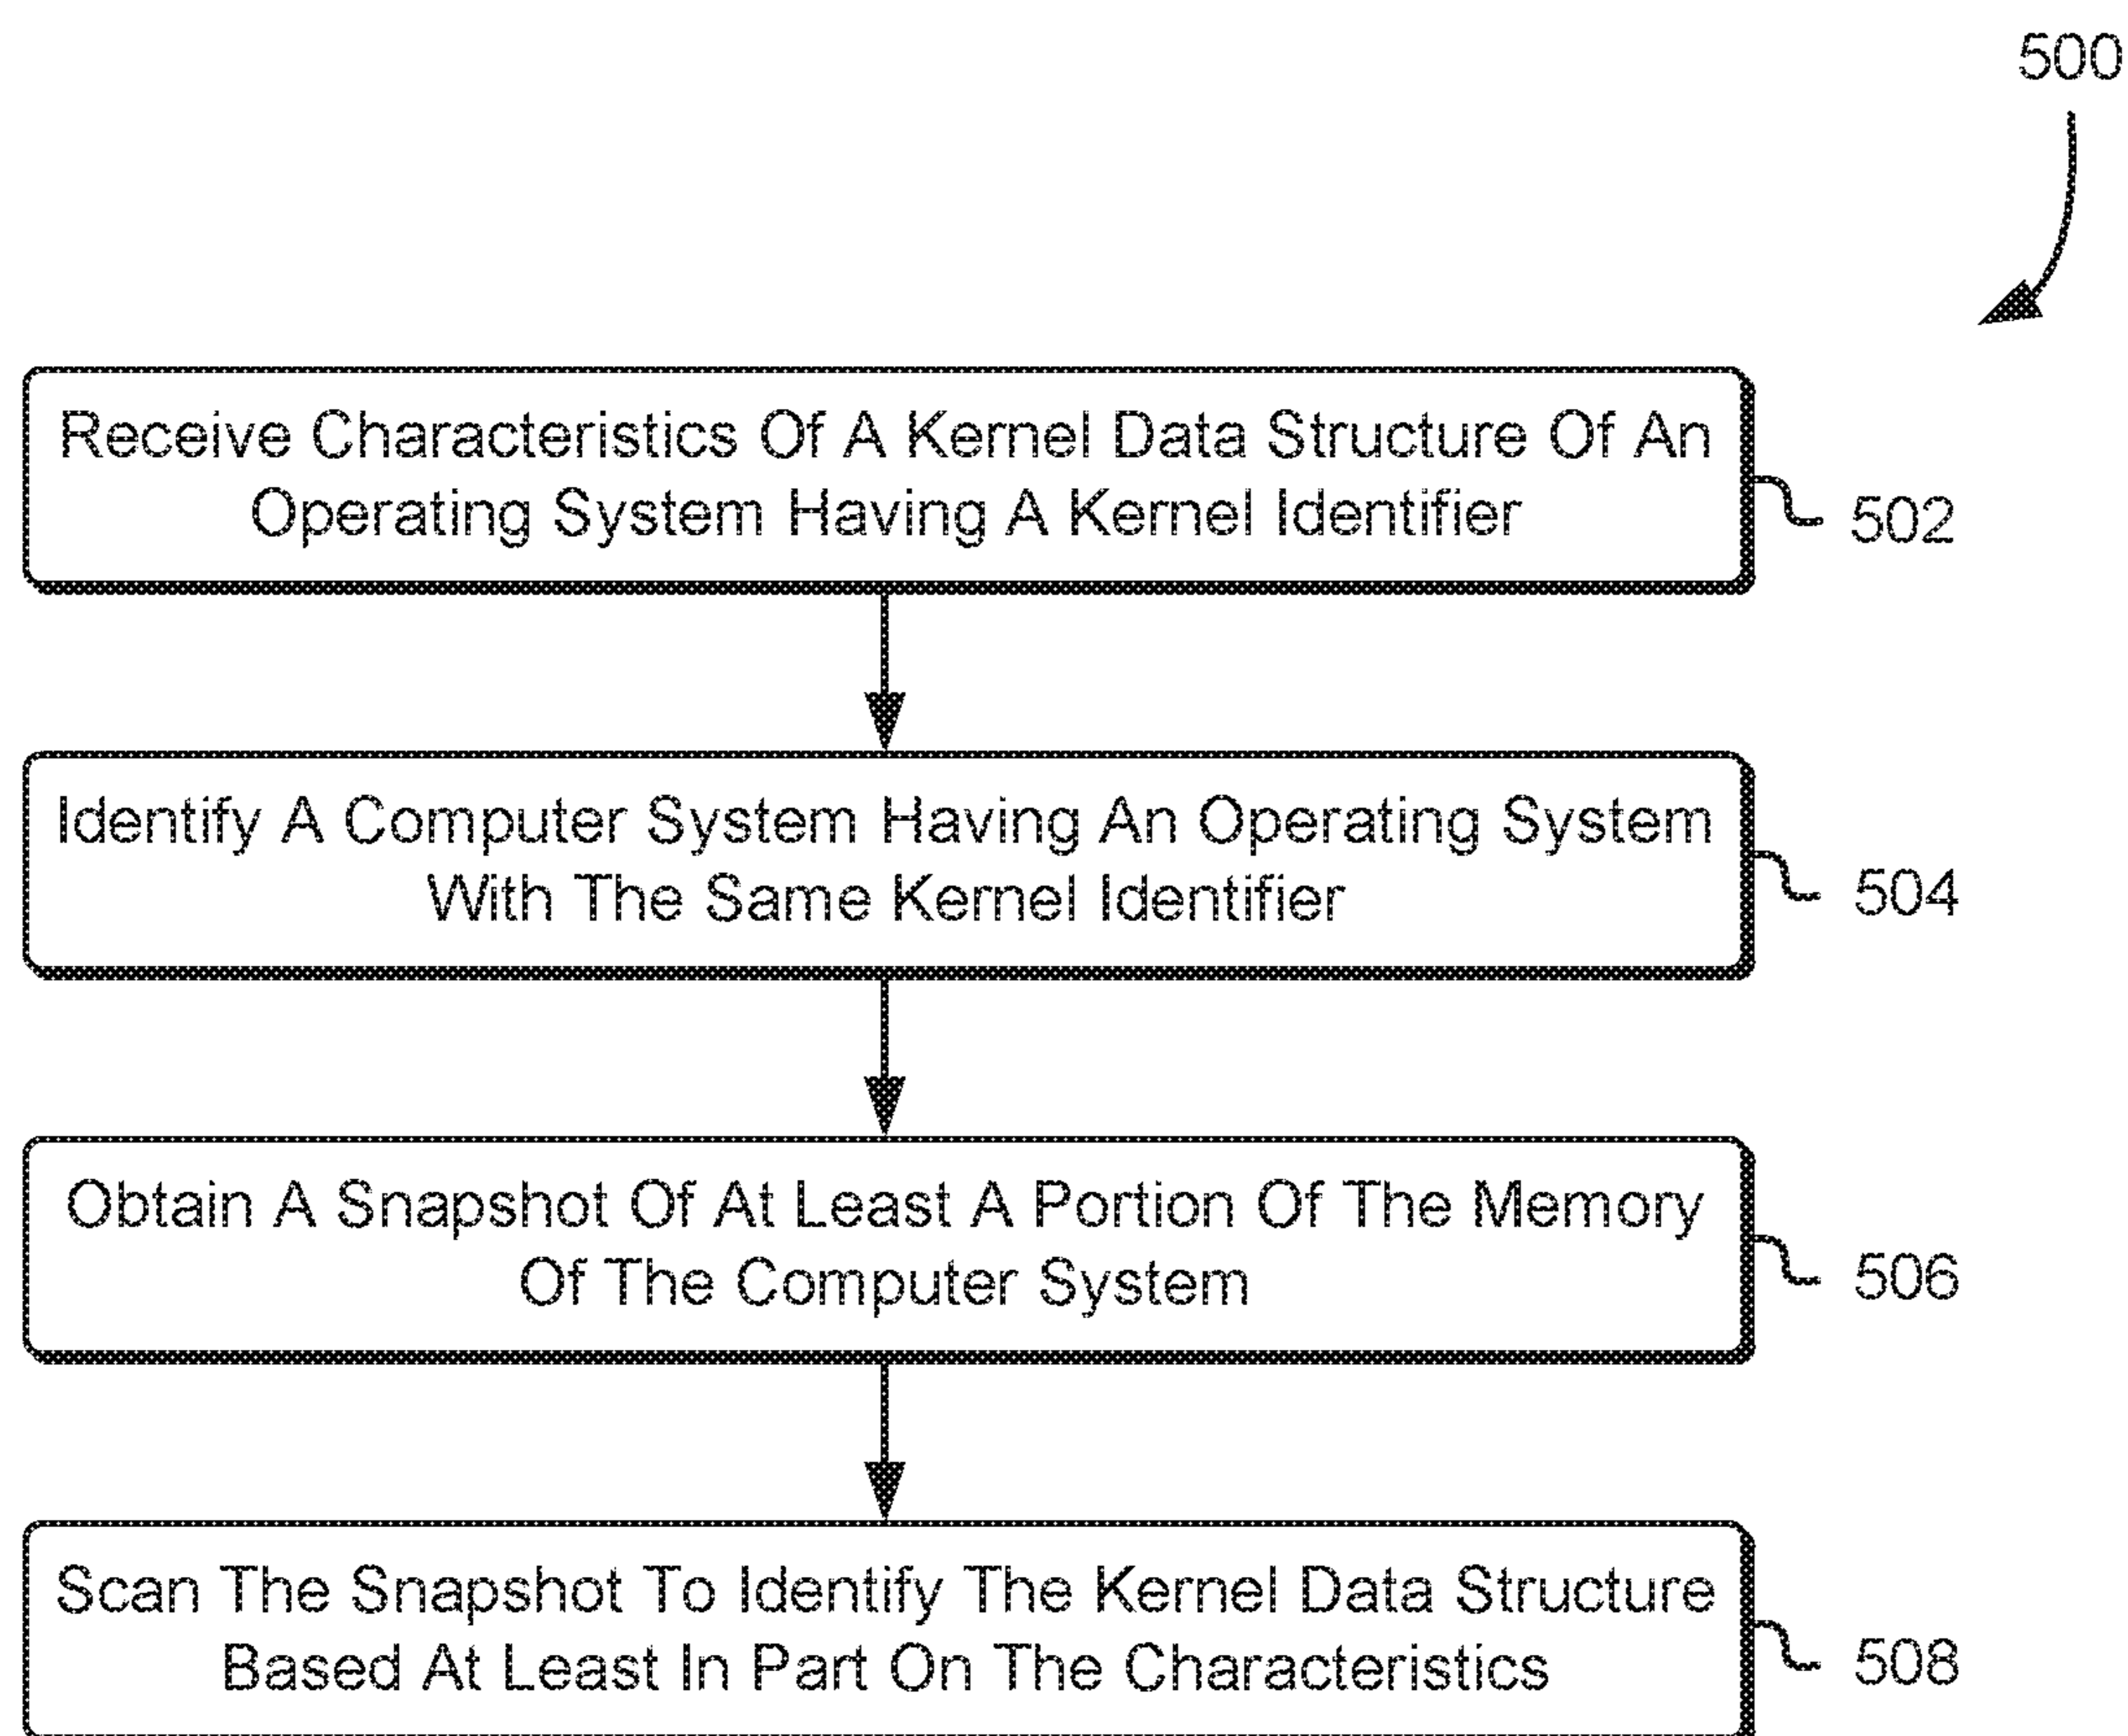 500
Receive Characteristics Of A Kernel Data Structure Of An
Operating System Having A Kernel Identifier
502
Identify A Computer System Having An Operating System
With The Same Kernel Identifier
504
Obtain A Snapshot Of At Least A Portion Of The Memory
Of The Computer System
506
Scan The Snapshot To Identify The Kernel Data Structure
Based At Least In Part On The Characteristics
508